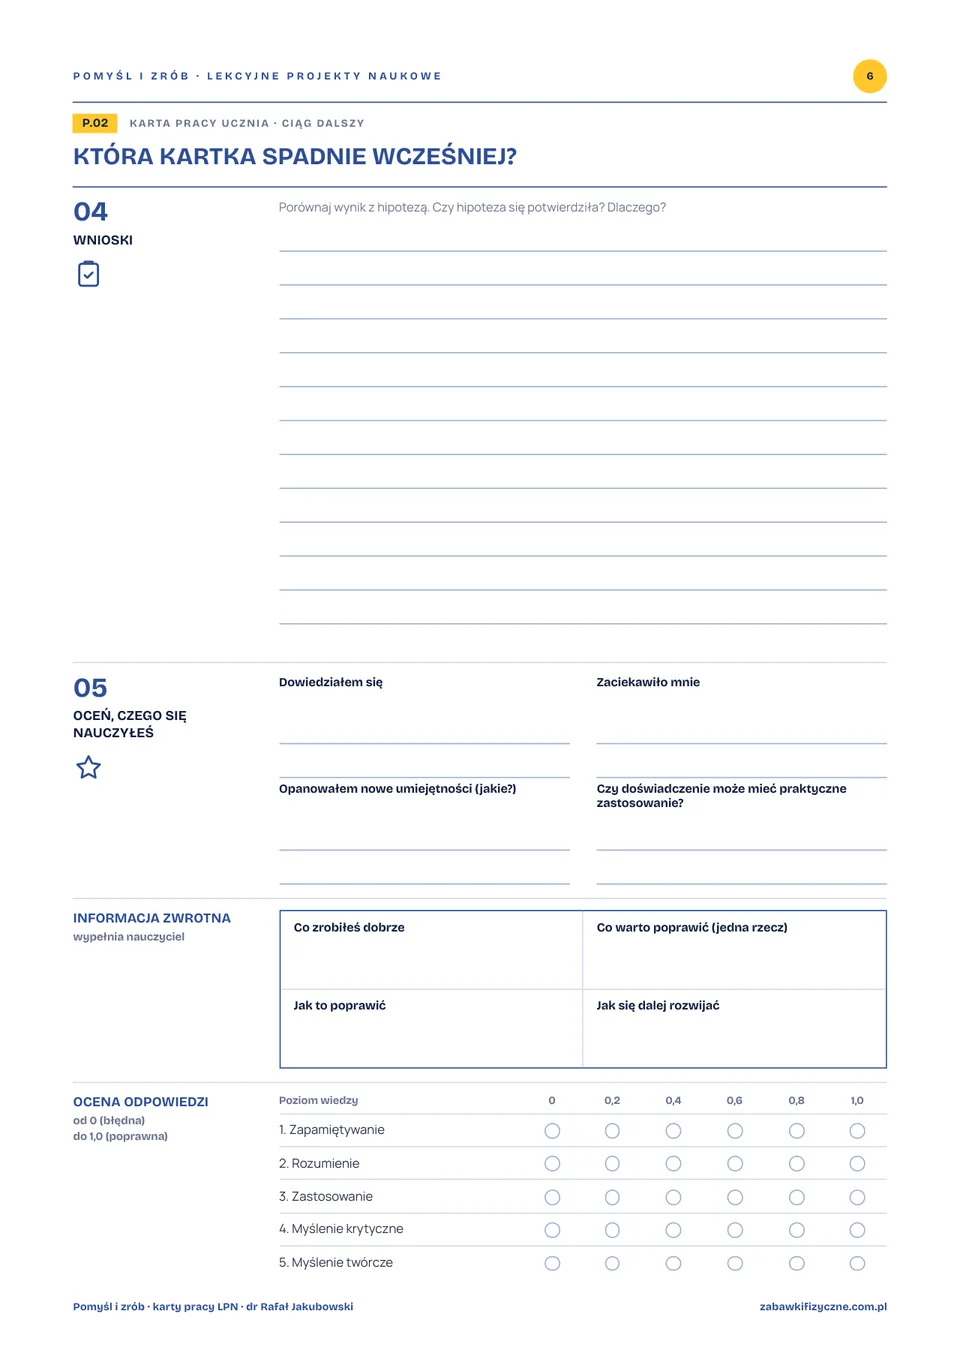 POMYŚL I ZRÓB · LEKCYJNE PROJEKTY NAUKOWE
6
P.02 KARTA PRACY UCZNIA · CIĄG DALSZY
KTÓRA KARTKA SPADNIE WCZEŚNIEJ?
04
WNIOSKI
Porównaj wynik z hipotezą. Czy hipoteza się potwierdziła? Dlaczego?
05
OCEŃ, CZEGO SIĘ
NAUCZYŁEŚ
Dowiedziałem się
Zaciekawiło mnie
Opanowałem nowe umiejętności (jakie?)
Czy doświadczenie może mieć praktyczne
zastosowanie?
INFORMACJA ZWROTNA
wypełnia nauczyciel
Co zrobiłeś dobrze
Co warto poprawić (jedna rzecz)
Jak to poprawić
Jak się dalej rozwijać
OCENA ODPOWIEDZI
od 0 (błędna)
do 1,0 (poprawna)
Poziom wiedzy 0 0,2 0,4 0,6 0,8 1,0
1. Zapamiętywanie
2. Rozumienie
3. Zastosowanie
4. Myślenie krytyczne
5. Myślenie twórcze
Pomyśl i zrób · karty pracy LPN · dr Rafał Jakubowski
zabawkifizyczne.com.pl